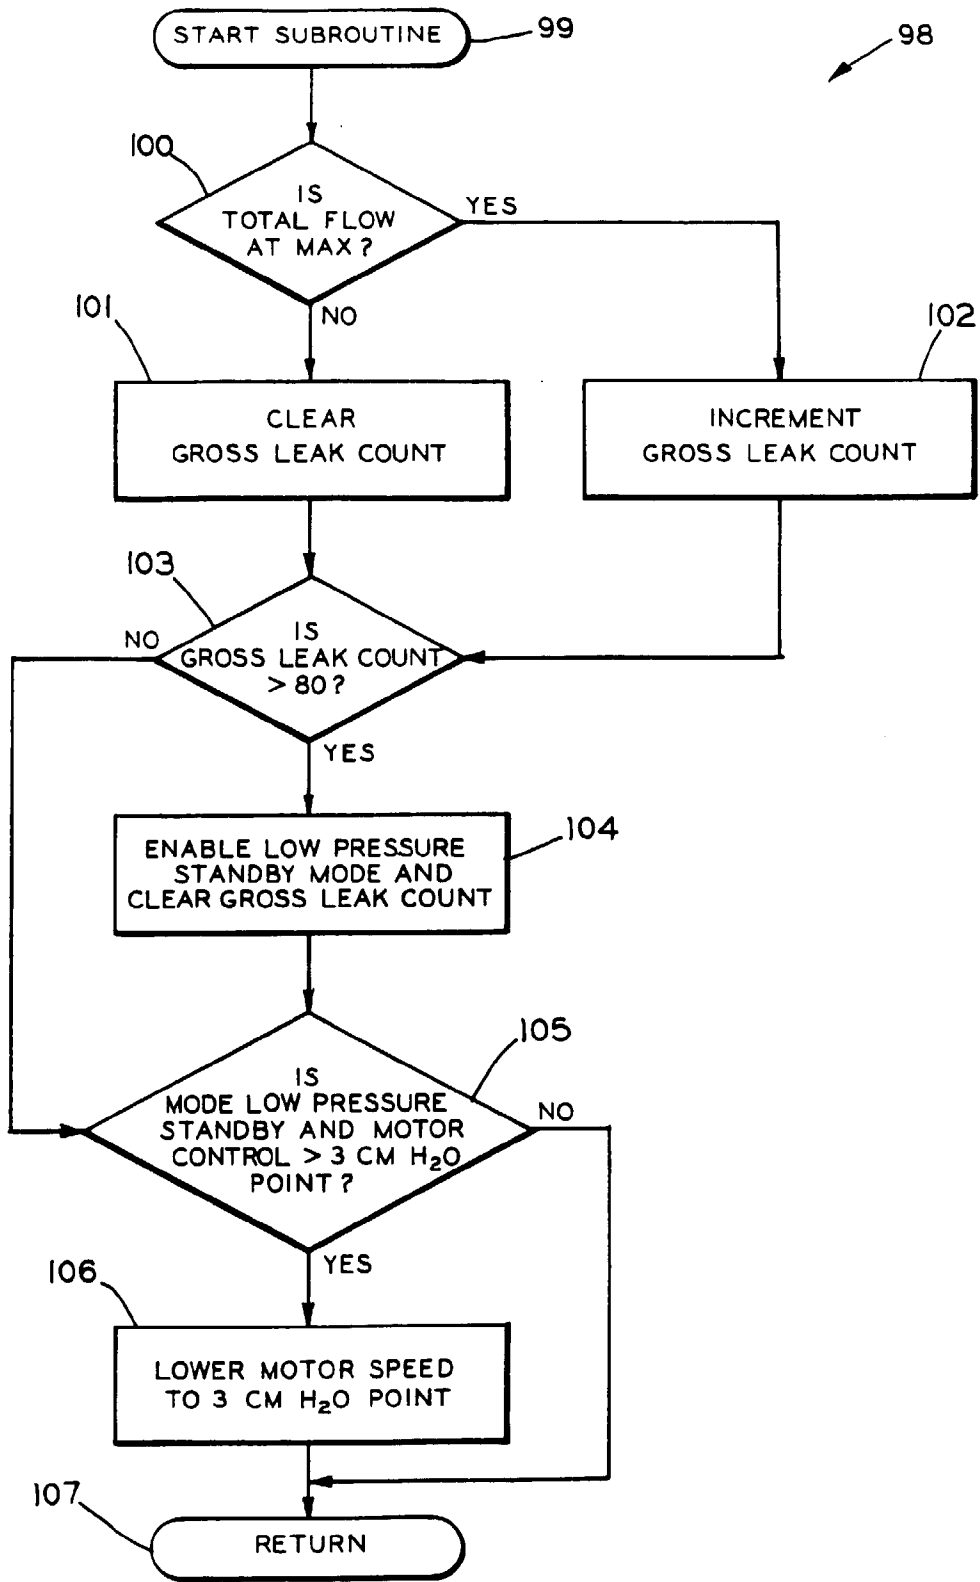 START SUBROUTINE
99
98
100
IS
TOTAL FLOW
AT MAX?
YES
NO
101
CLEAR
GROSS LEAK COUNT
102
INCREMENT
GROSS LEAK COUNT
103
IS
GROSS LEAK COUNT
> 80?
NO
YES
104
ENABLE LOW PRESSURE
STANDBY MODE AND
CLEAR GROSS LEAK COUNT
105
IS
MODE LOW PRESSURE
STANDBY AND MOTOR
CONTROL > 3 CM H₂O
POINT?
NO
YES
106
LOWER MOTOR SPEED
TO 3 CM H₂O POINT
107
RETURN